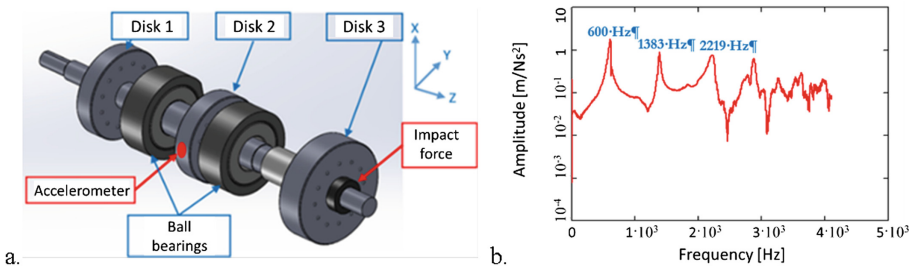 Disk 1
Disk 2
Disk 3
X
Y
Z
Impact
force
Accelerometer
Ball
bearings
a.
Amplitude [m/Ns²]
10
1
10⁻¹
10⁻²
10⁻³
10⁻⁴
600·Hz¶
1383·Hz¶
2219·Hz¶
0
1·10³
2·10³
3·10³
4·10³
5·10³
Frequency [Hz]
b.